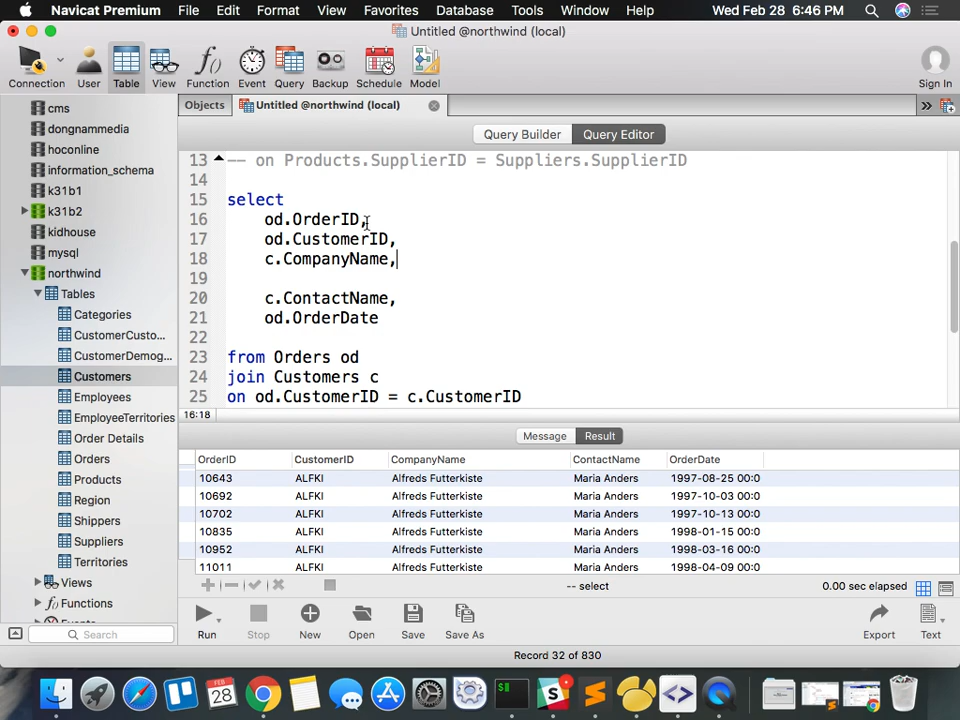 Navicat Premium File Edit Format View Favorites Database Tools Window Help Wed Feb 28 6:46 PM
Untitled @northwind (local)
Connection User Table View Function Event Query Backup Schedule Model Sign In
Objects Untitled @northwind (local)
Query Builder Query Editor
cms
dongnammedia
hoconline
information_schema
k31b1
k31b2
kidhouse
mysql
northwind
Tables
Categories
CustomerCusto...
CustomerDemog...
Customers
Employees
EmployeeTerritories
Order Details
Orders
Products
Region
Shippers
Suppliers
Territories
Views
Functions
Search
13 -- on Products.SupplierID = Suppliers.SupplierID
14
15 select
16 od.OrderID,
17 od.CustomerID,
18 c.CompanyName,
19
20 c.ContactName,
21 od.OrderDate
22
23 from Orders od
24 join Customers c
25 on od.CustomerID = c.CustomerID
16:18
Message Result
OrderID CustomerID CompanyName ContactName OrderDate
10643 ALFKI Alfreds Futterkiste Maria Anders 1997-08-25 00:0
10692 ALFKI Alfreds Futterkiste Maria Anders 1997-10-03 00:0
10702 ALFKI Alfreds Futterkiste Maria Anders 1997-10-13 00:0
10835 ALFKI Alfreds Futterkiste Maria Anders 1998-01-15 00:0
10952 ALFKI Alfreds Futterkiste Maria Anders 1998-03-16 00:0
11011 ALFKI Alfreds Futterkiste Maria Anders 1998-04-09 00:0
-- select 0.00 sec elapsed
Run Stop New Open Save Save As Export Text
Record 32 of 830